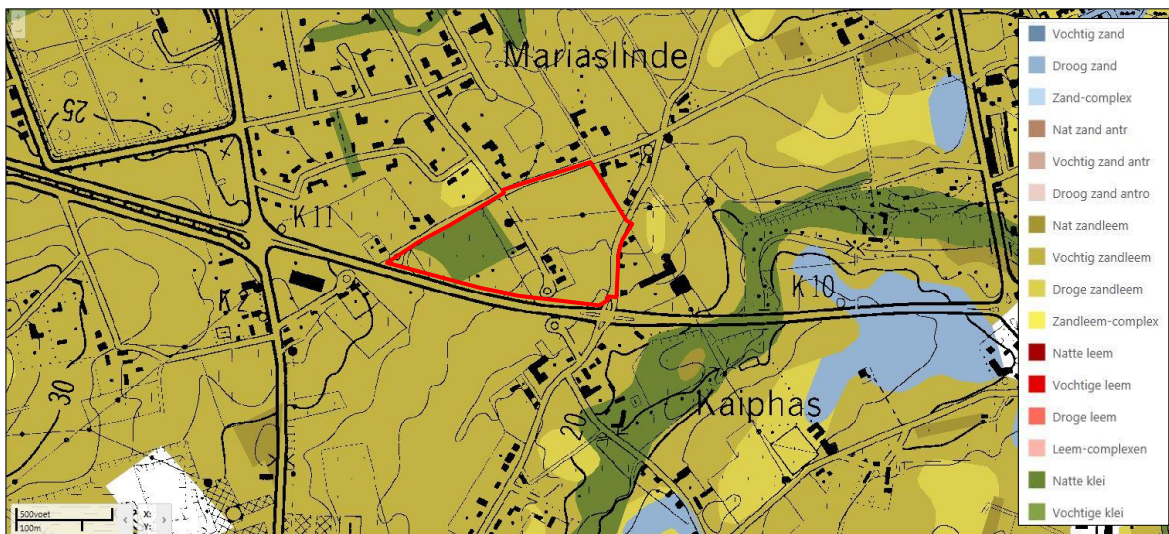 Mariaslinde
25
K 11
K 10
30
20
Kaiphas
500voet
100m
X:
Y:
Vochtig zand
Droog zand
Zand-complex
Nat zand antr
Vochtig zand antr
Droog zand antro
Nat zandleem
Vochtig zandleem
Droge zandleem
Zandleem-complex
Natte leem
Vochtige leem
Droge leem
Leem-complexen
Natte klei
Vochtige klei